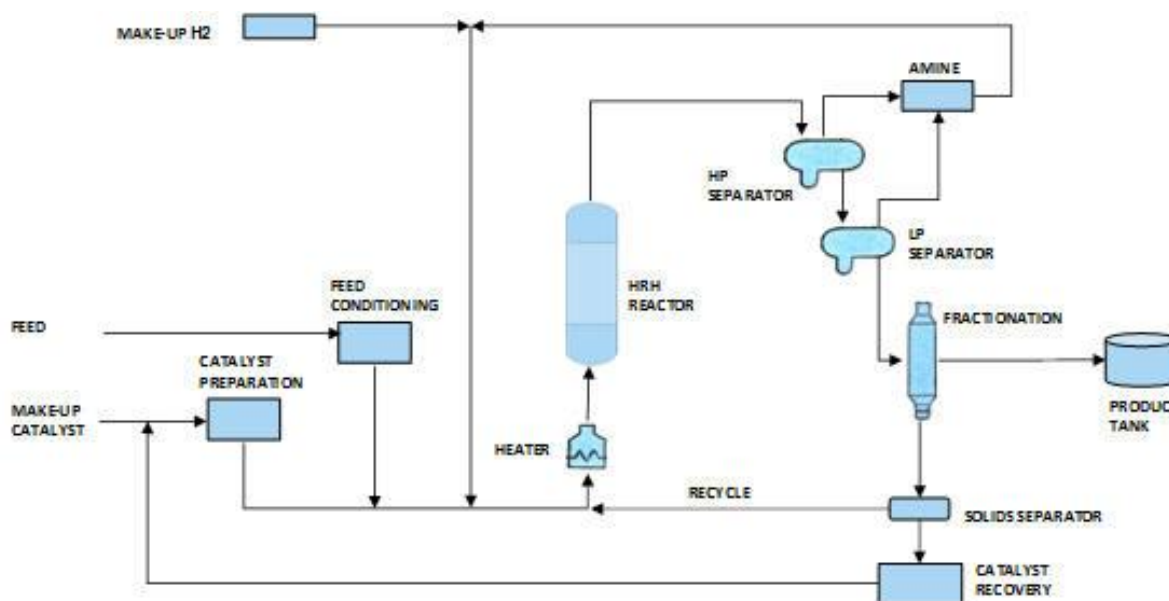 MAKE-UP H2
AMINE
HP
SEPARATOR
LP
SEPARATOR
FEED
CONDITIONING
HRH
REACTOR
FRACTIONATION
FEED
CATALYST
PREPARATION
MAKE-UP
CATALYST
PRODUC
TANK
HEATER
RECYCLE
SOLIDS SEPARATOR
CATALYST
RECOVERY